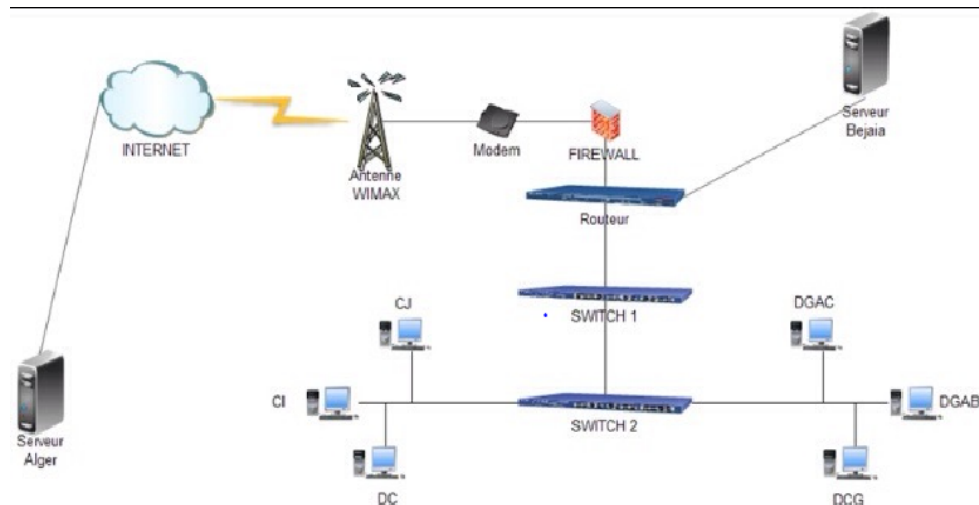 Serveur
Bejaia
INTERNET
Antenne
WIMAX
Modem
FIREWALL
Routeur
SWITCH 1
CJ
DGAC
CI
SWITCH 2
DGAB
Serveur
Alger
DC
DCG